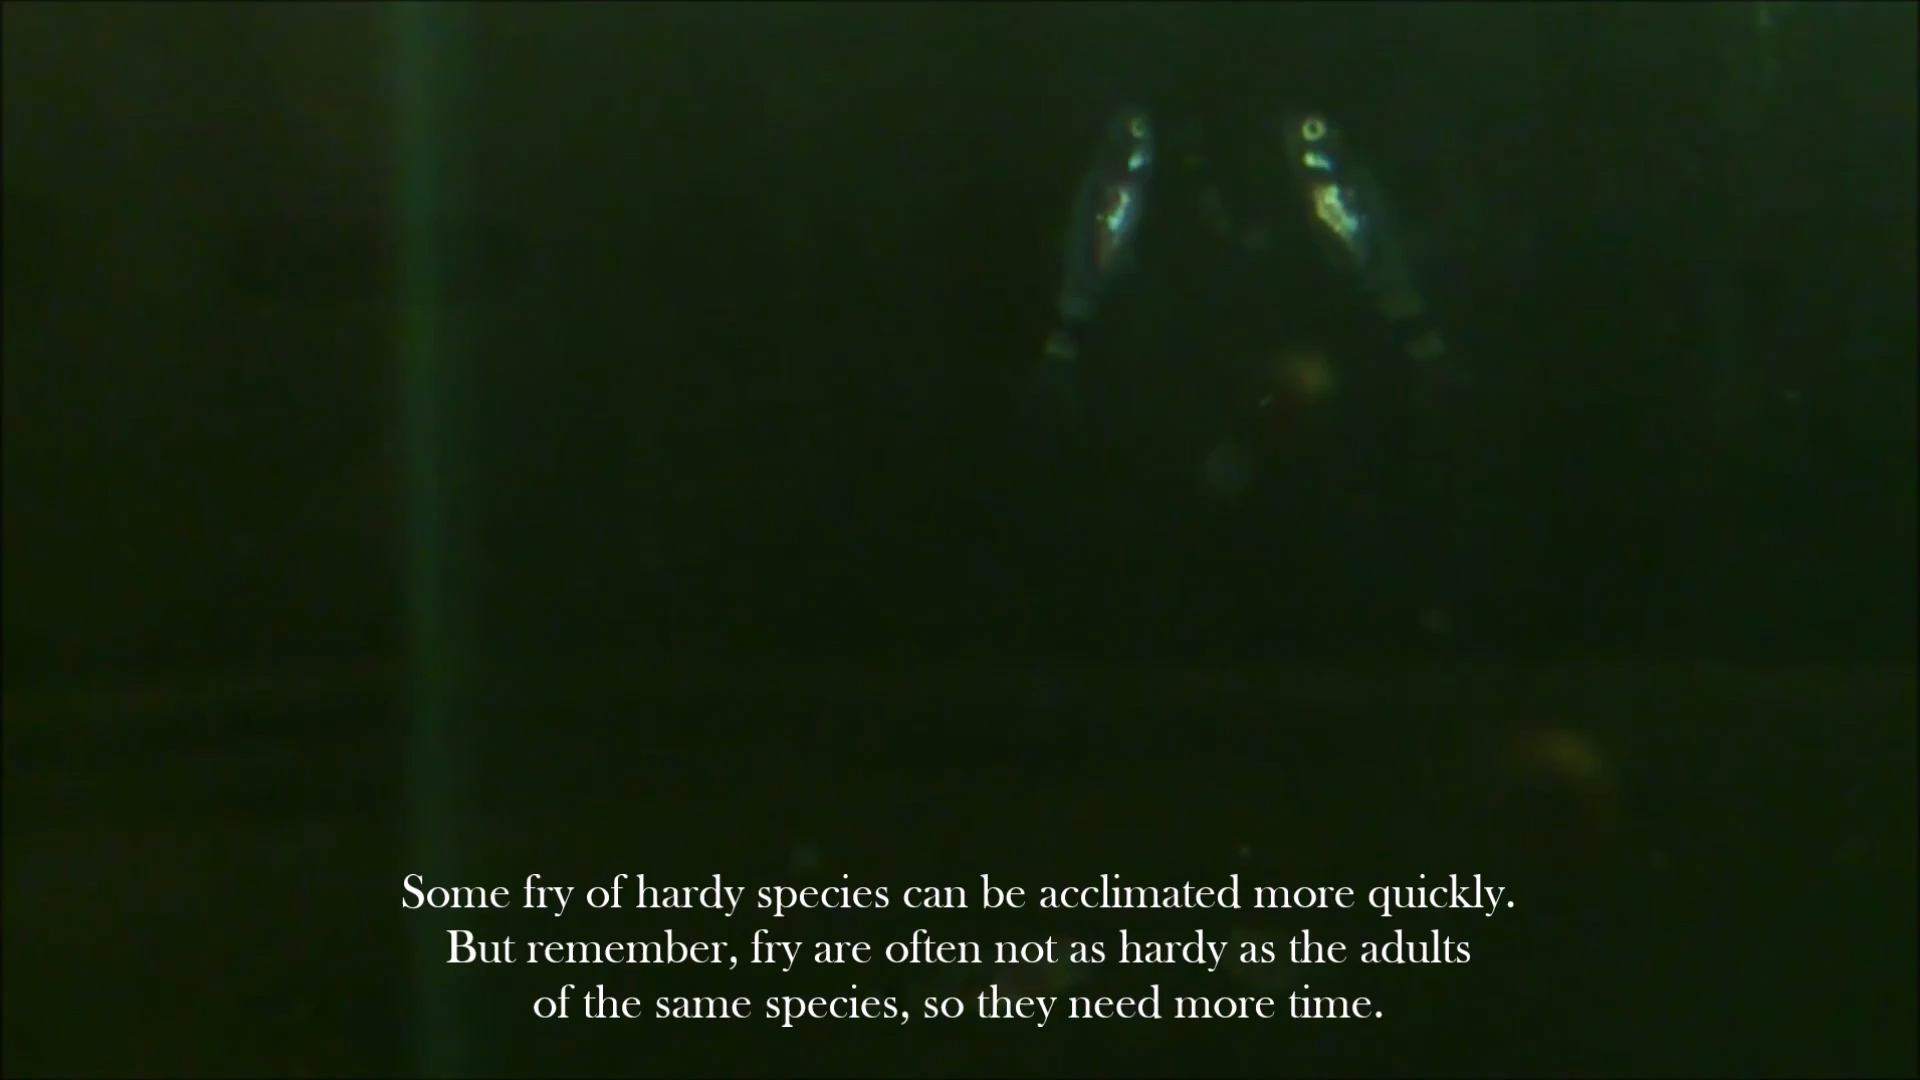 Some fry of hardy species can be acclimated more quickly.
But remember, fry are often not as hardy as the adults
of the same species, so they need more time.